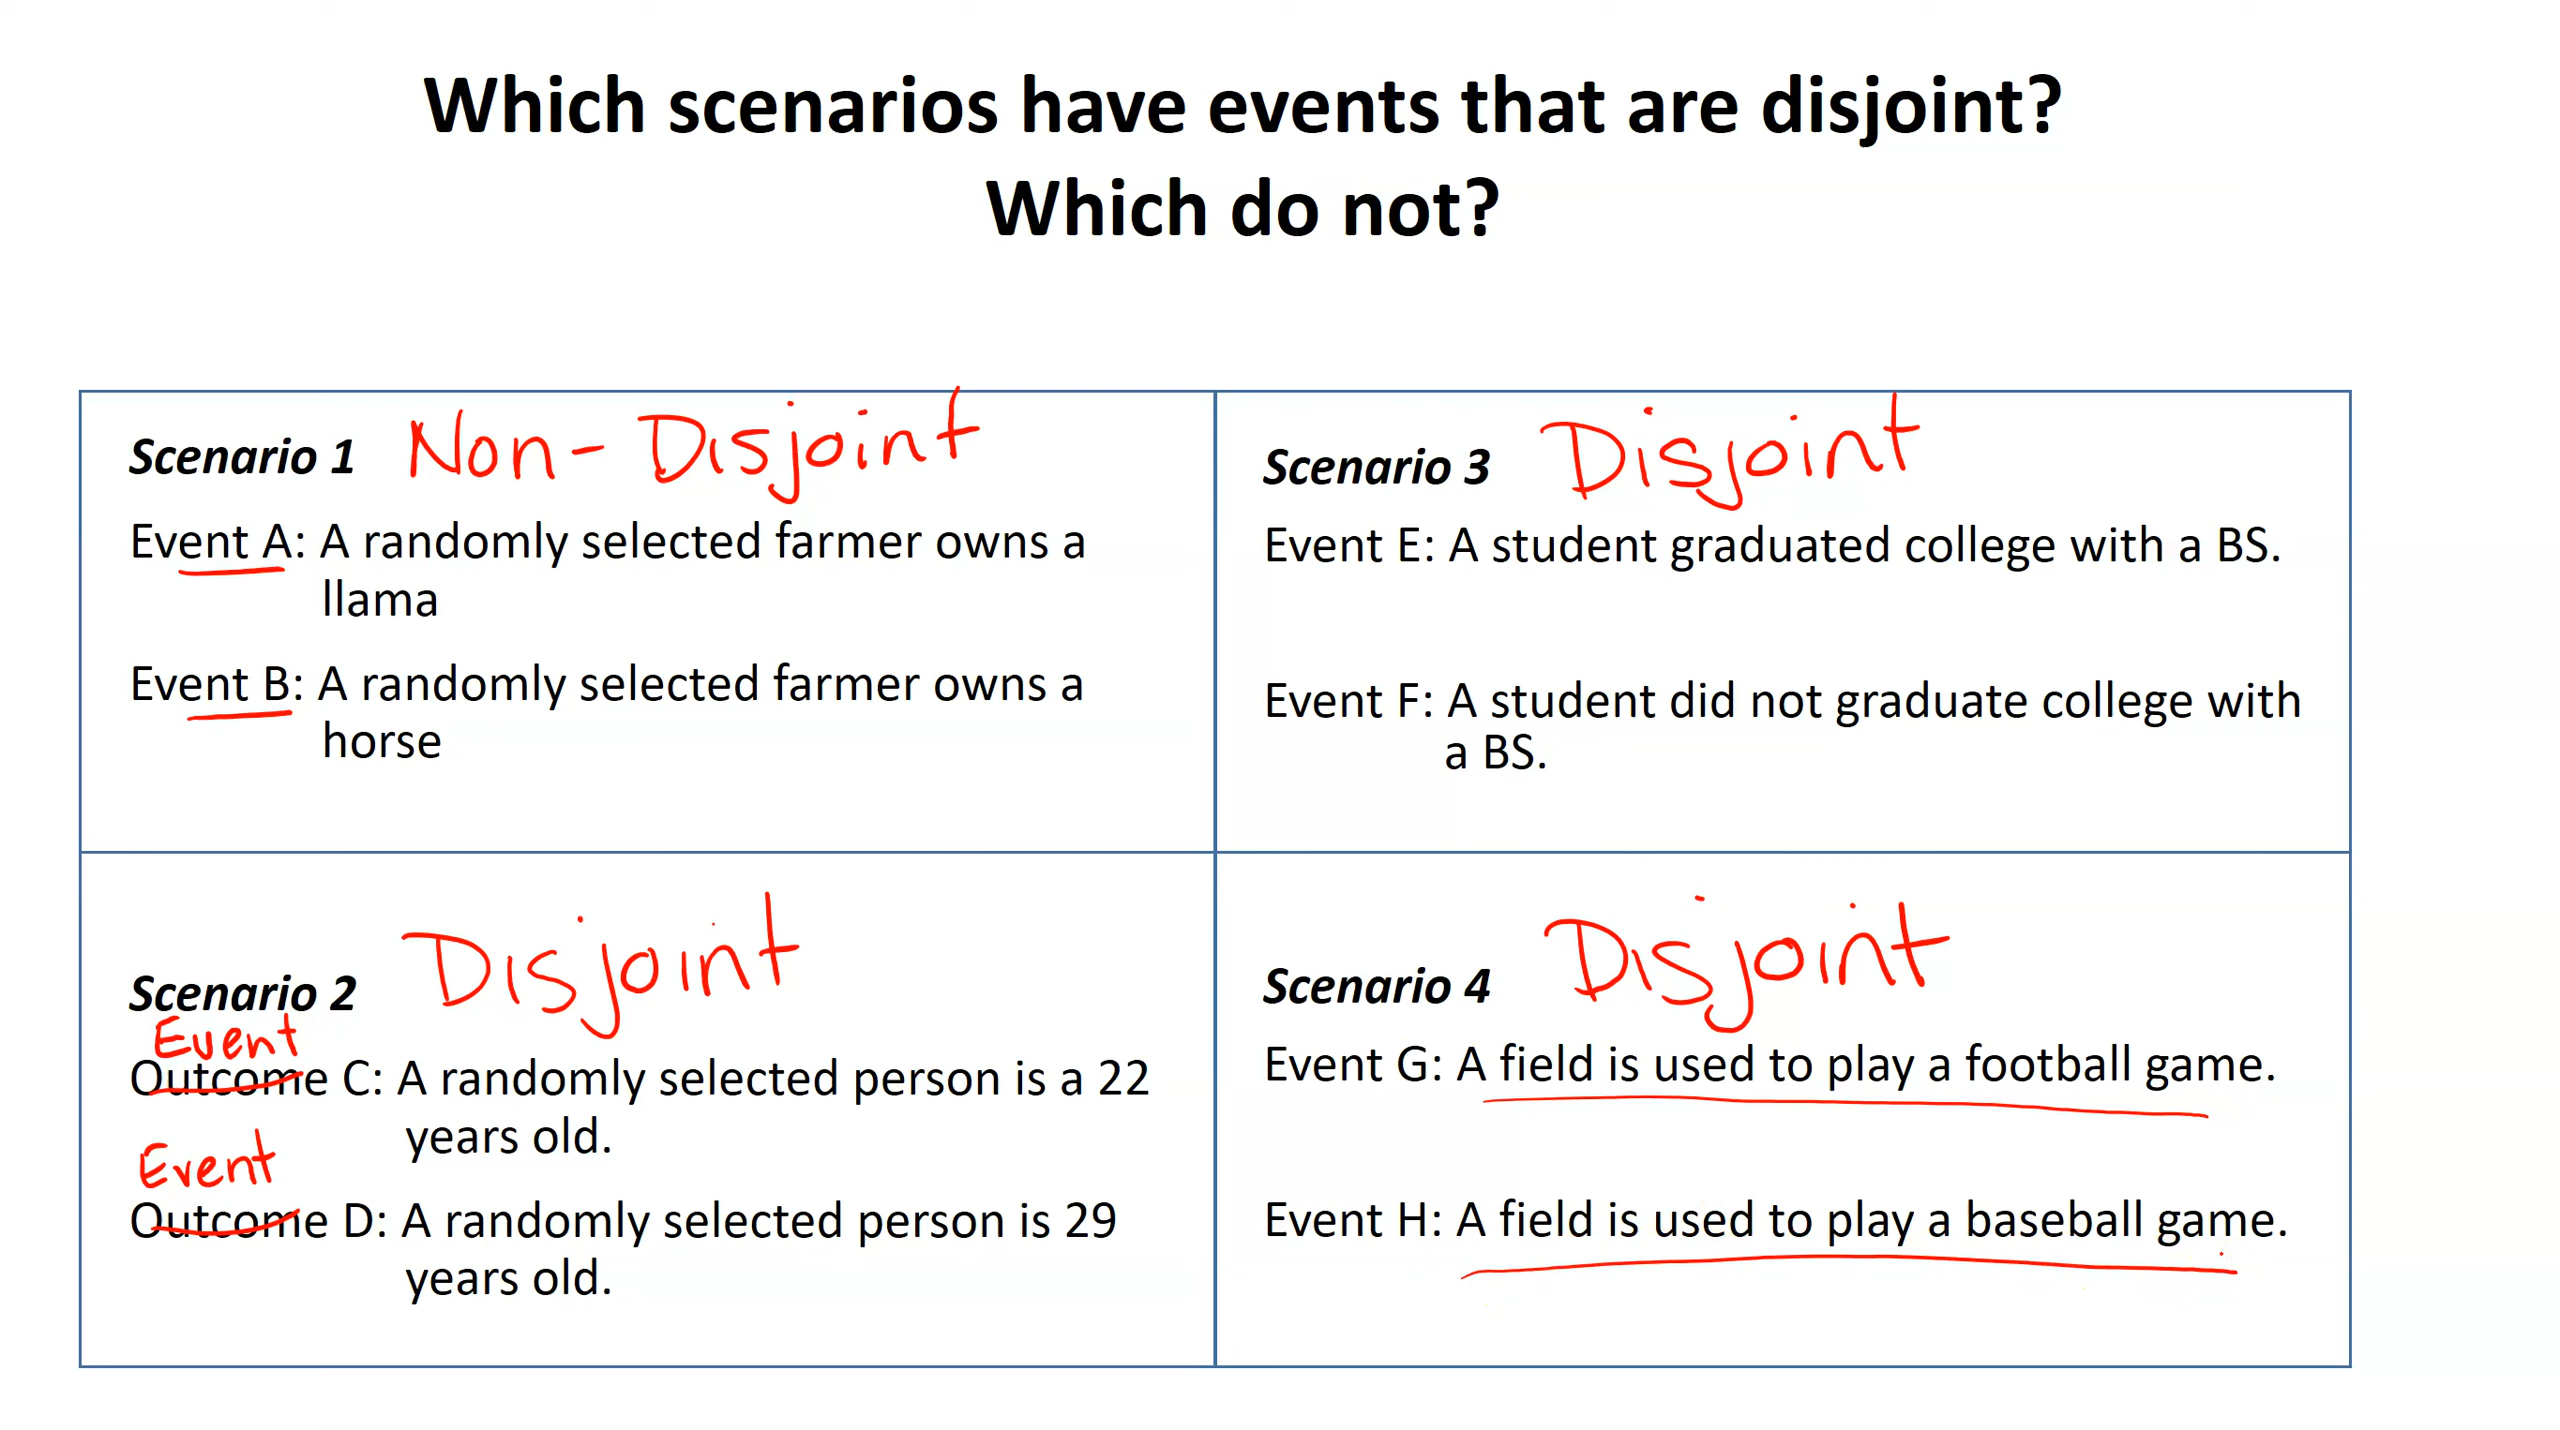 Which scenarios have events that are disjoint?
Which do not?
Scenario 1 Non-Disjoint
Event A: A randomly selected farmer owns a
llama
Event B: A randomly selected farmer owns a
horse
Scenario 2 Disjoint
Event
Outcome C: A randomly selected person is a 22
years old.
Event
Outcome D: A randomly selected person is 29
years old.
Scenario 3 Disjoint
Event E: A student graduated college with a BS.
Event F: A student did not graduate college with
a BS.
Scenario 4 Disjoint
Event G: A field is used to play a football game.
Event H: A field is used to play a baseball game.